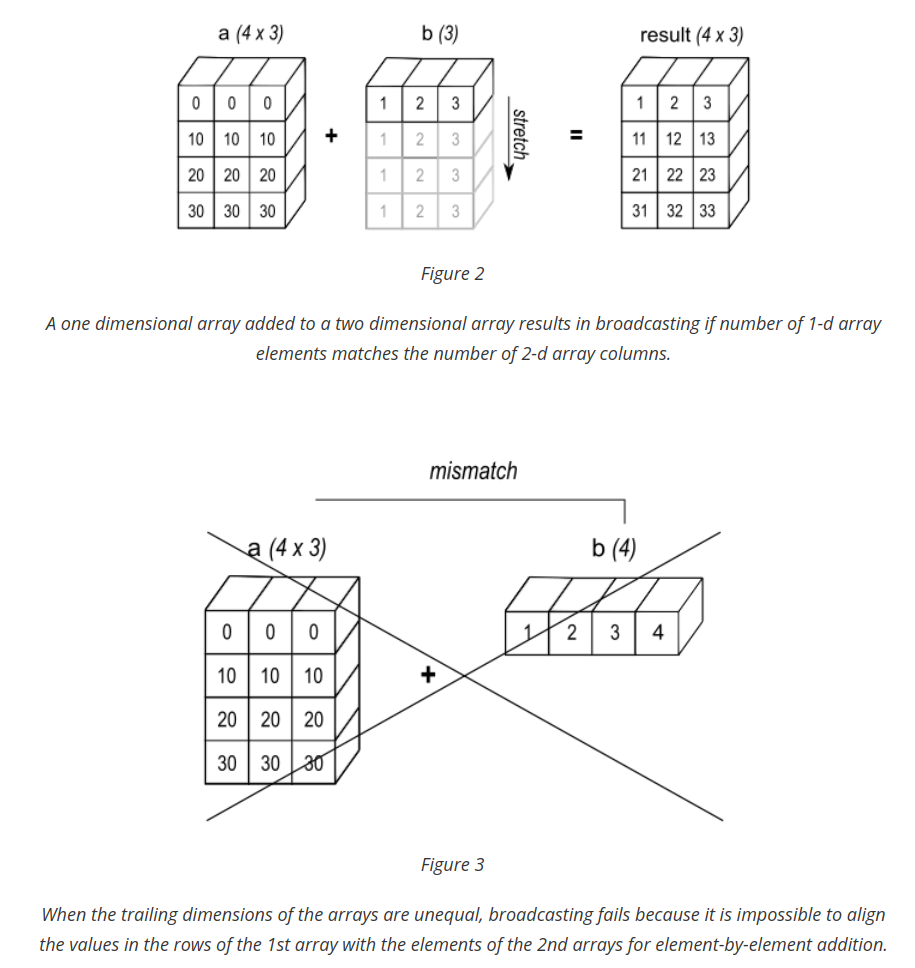 a (4 x 3) b (3) result (4 x 3)
0 0 0 1 2 3 1 2 3
10 10 10 + 1 2 3 stretch = 11 12 13
20 20 20 1 2 3 21 22 23
30 30 30 1 2 3 31 32 33
Figure 2
A one dimensional array added to a two dimensional array results in broadcasting if number of 1-d array
elements matches the number of 2-d array columns.
mismatch
a (4 x 3) b (4)
0 0 0 1 2 3 4
10 10 10 +
20 20 20
30 30 30
Figure 3
When the trailing dimensions of the arrays are unequal, broadcasting fails because it is impossible to align
the values in the rows of the 1st array with the elements of the 2nd arrays for element-by-element addition.